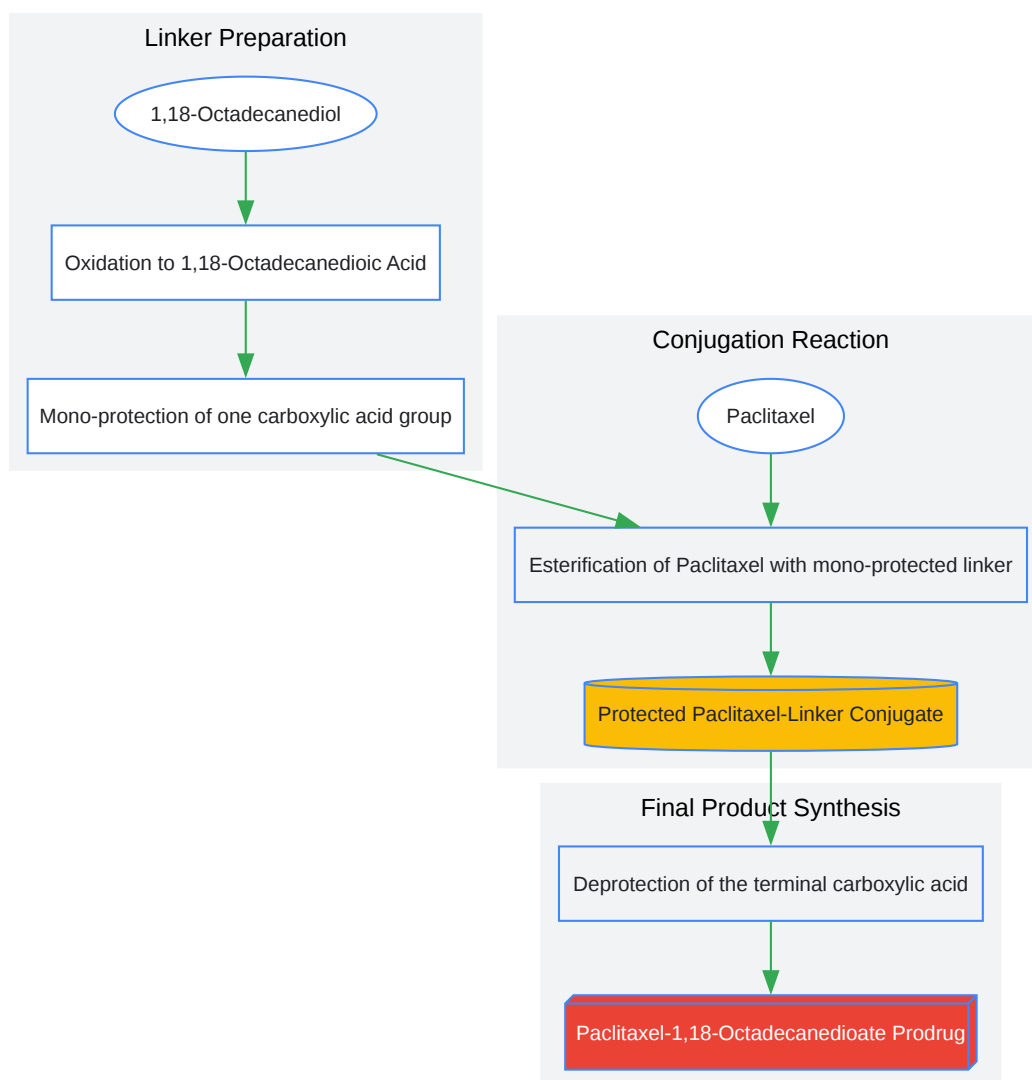 Linker Preparation
1,18-Octadecanediol
Oxidation to 1,18-Octadecanedioic Acid
Mono-protection of one carboxylic acid group
Conjugation Reaction
Paclitaxel
Esterification of Paclitaxel with mono-protected linker
Protected Paclitaxel-Linker Conjugate
Final Product Synthesis
Deprotection of the terminal carboxylic acid
Paclitaxel-1,18-Octadecanedioate Prodrug